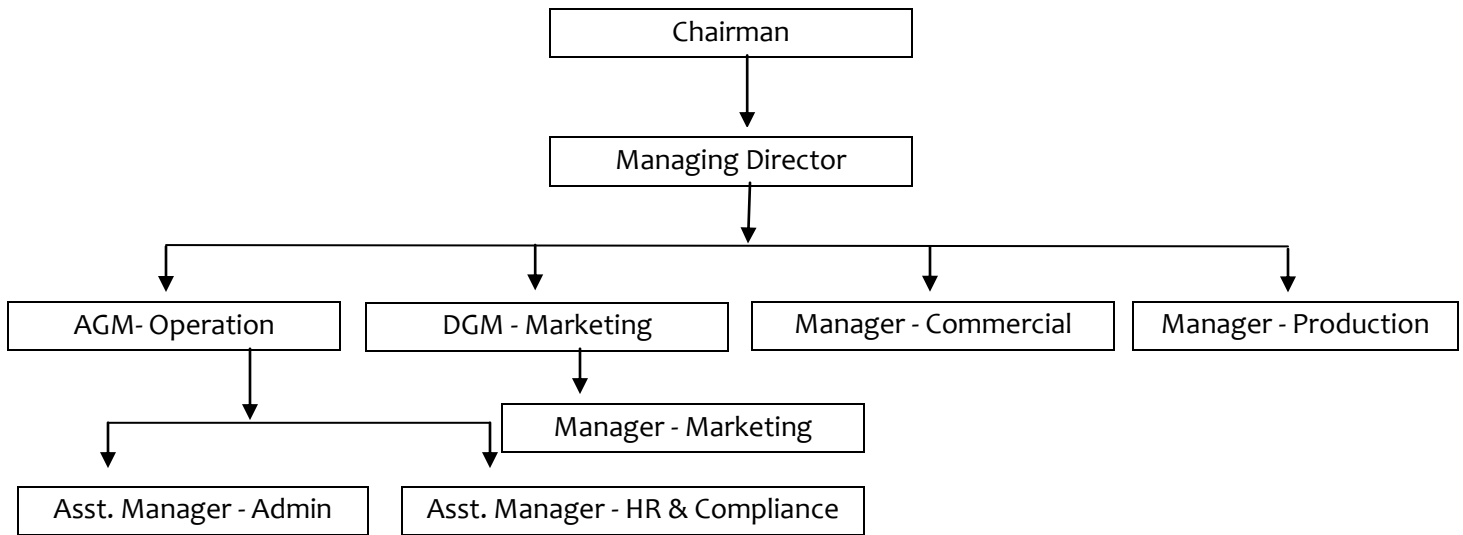 Chairman
Managing Director
AGM- Operation
DGM - Marketing
Manager - Commercial
Manager - Production
Manager - Marketing
Asst. Manager - Admin
Asst. Manager - HR & Compliance